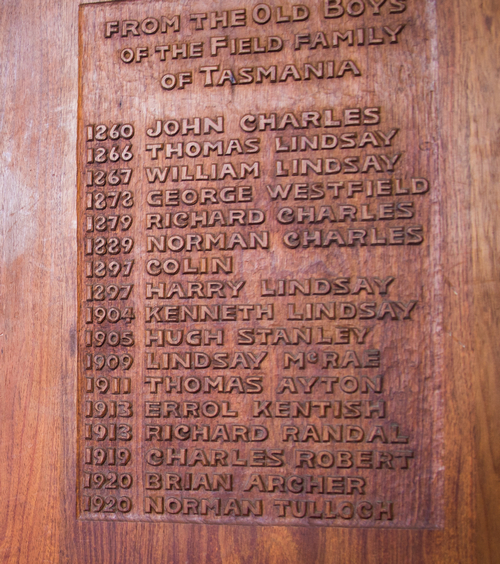 FROM THE OLD BOYS
OF THE FIELD FAMILY
OF TASMANIA
1860 JOHN CHARLES
1866 THOMAS LINDSAY
1867 WILLIAM LINDSAY
1872 GEORGE WESTFIELD
1879 RICHARD CHARLES
1889 NORMAN CHARLES
1897 COLIN
1897 HARRY LINDSAY
1904 KENNETH LINDSAY
1905 HUGH STANLEY
1909 LINDSAY McRAE
1911 THOMAS AYTON
1913 ERROL KENTISH
1913 RICHARD RANDAL
1919 CHARLES ROBERT
1920 BRIAN ARCHER
1920 NORMAN TULLOCH